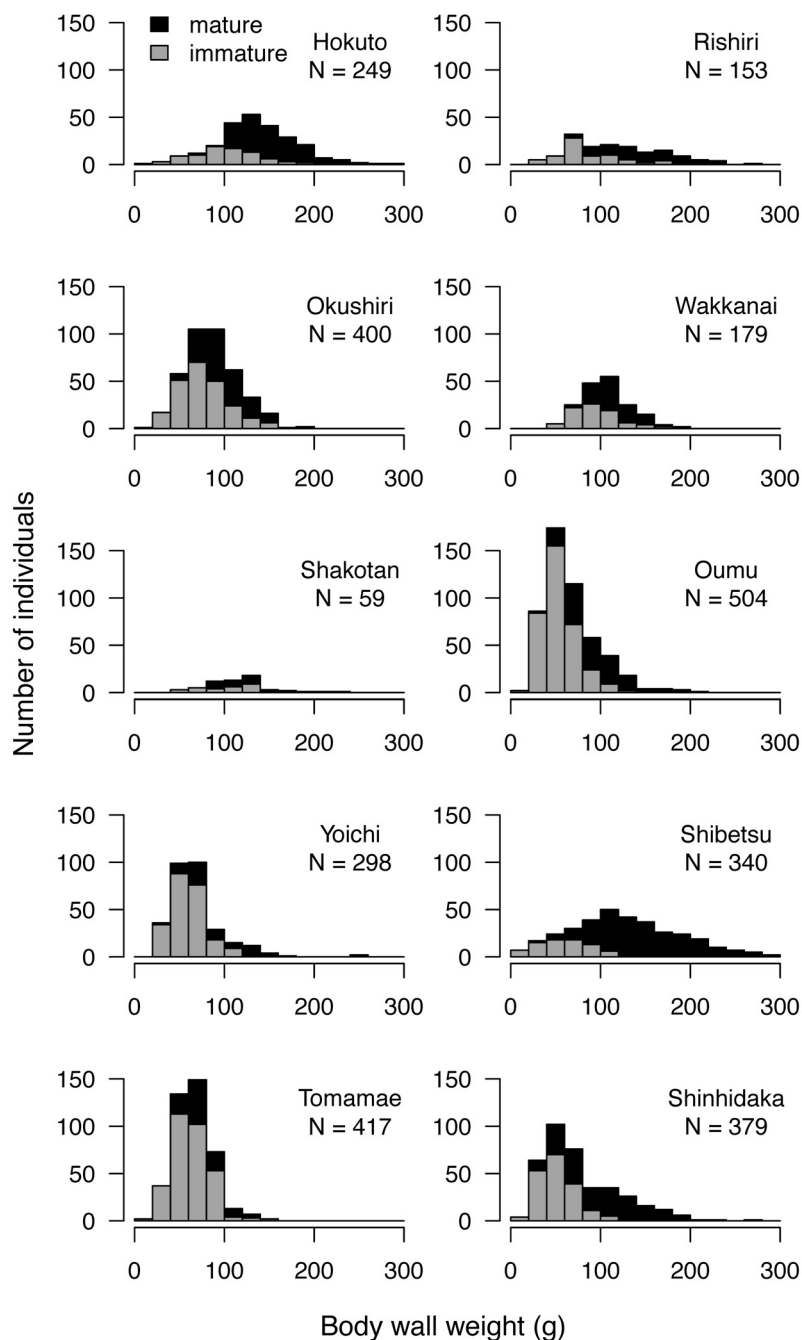 mature
immature
150
100
50
0
Hokuto
N = 249
0 100 200 300
150
100
50
0
Rishiri
N = 153
0 100 200 300
150
100
50
0
Okushiri
N = 400
0 100 200 300
150
100
50
0
Wakkanai
N = 179
0 100 200 300
150
100
50
0
Shakotan
N = 59
0 100 200 300
150
100
50
0
Oumu
N = 504
0 100 200 300
150
100
50
0
Yoichi
N = 298
0 100 200 300
150
100
50
0
Shibetsu
N = 340
0 100 200 300
150
100
50
0
Tomamae
N = 417
0 100 200 300
150
100
50
0
Shinhidaka
N = 379
0 100 200 300
Number of individuals
Body wall weight (g)